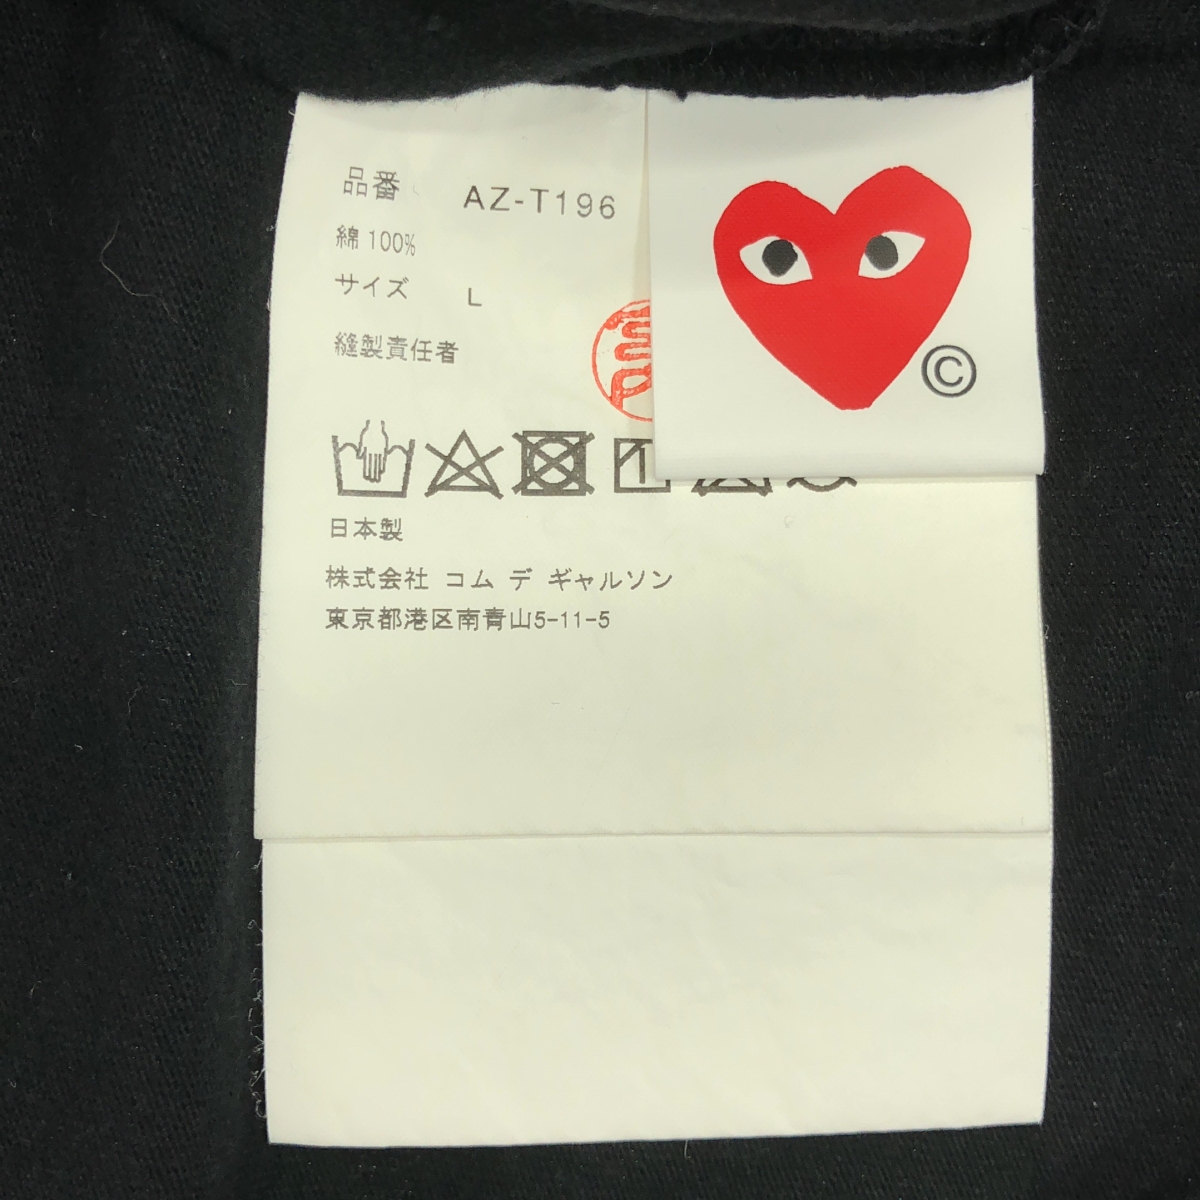 品番 AZ-T196
綿 100%
サイズ L
縫製責任者
日本製
株式会社 コム デ ギャルソン
東京都港区南青山5-11-5
©